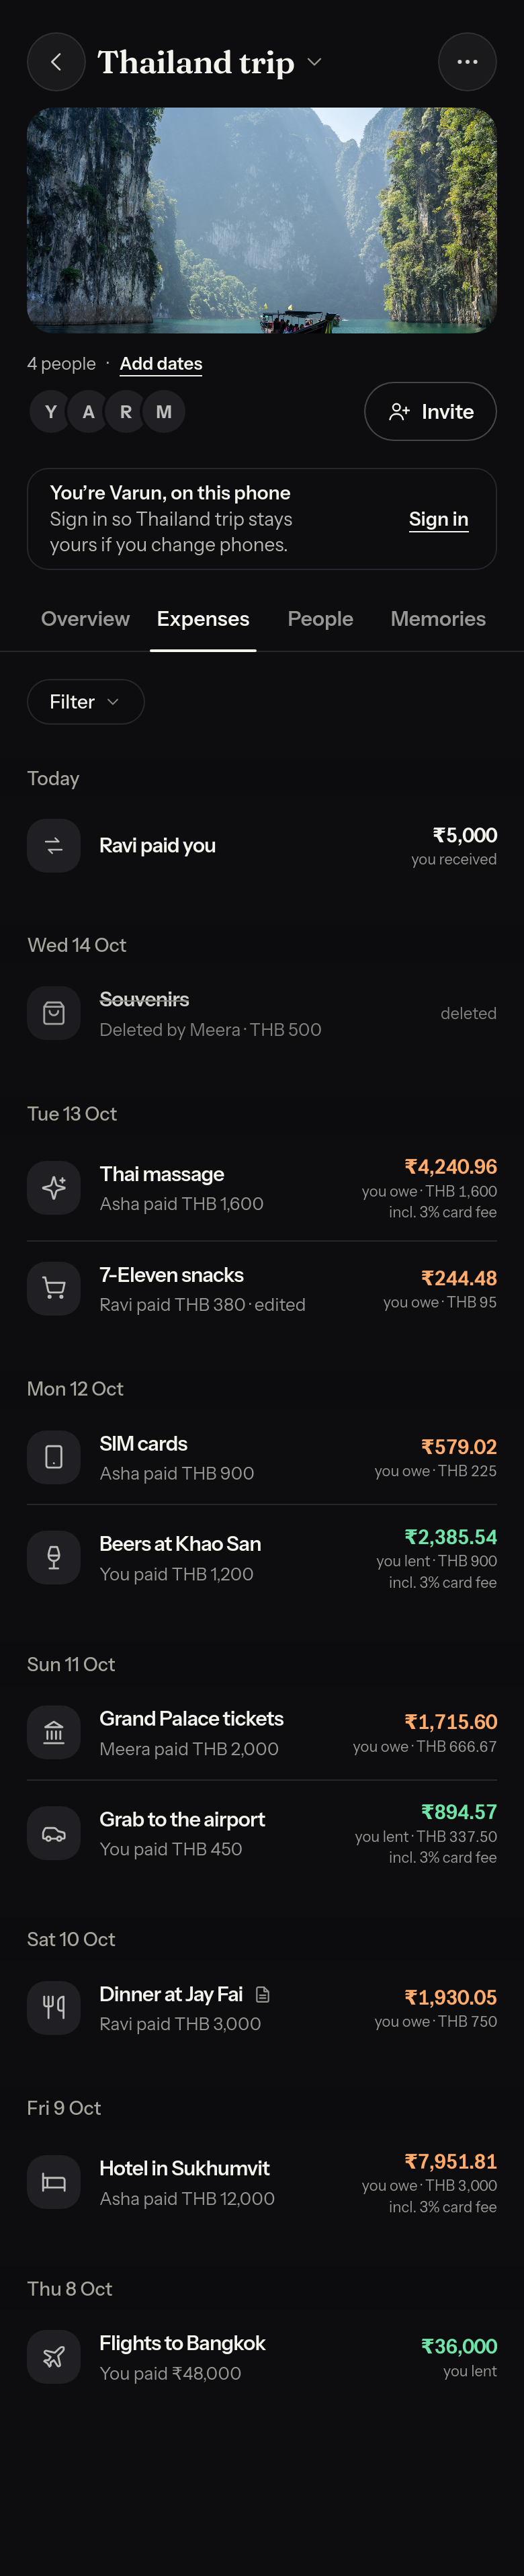 Thailand trip
4 people · Add dates
Y A R M
Invite
You’re Varun, on this phone
Sign in so Thailand trip stays
yours if you change phones.
Sign in
Overview Expenses People Memories
Filter
Today
Ravi paid you
₹5,000
you received
Wed 14 Oct
Souvenirs
Deleted by Meera · THB 500
deleted
Tue 13 Oct
Thai massage
Asha paid THB 1,600
₹4,240.96
you owe · THB 1,600
incl. 3% card fee
7-Eleven snacks
Ravi paid THB 380 · edited
₹244.48
you owe · THB 95
Mon 12 Oct
SIM cards
Asha paid THB 900
₹579.02
you owe · THB 225
Beers at Khao San
You paid THB 1,200
₹2,385.54
you lent · THB 900
incl. 3% card fee
Sun 11 Oct
Grand Palace tickets
Meera paid THB 2,000
₹1,715.60
you owe · THB 666.67
Grab to the airport
You paid THB 450
₹894.57
you lent · THB 337.50
incl. 3% card fee
Sat 10 Oct
Dinner at Jay Fai
Ravi paid THB 3,000
₹1,930.05
you owe · THB 750
Fri 9 Oct
Hotel in Sukhumvit
Asha paid THB 12,000
₹7,951.81
you owe · THB 3,000
incl. 3% card fee
Thu 8 Oct
Flights to Bangkok
You paid ₹48,000
₹36,000
you lent